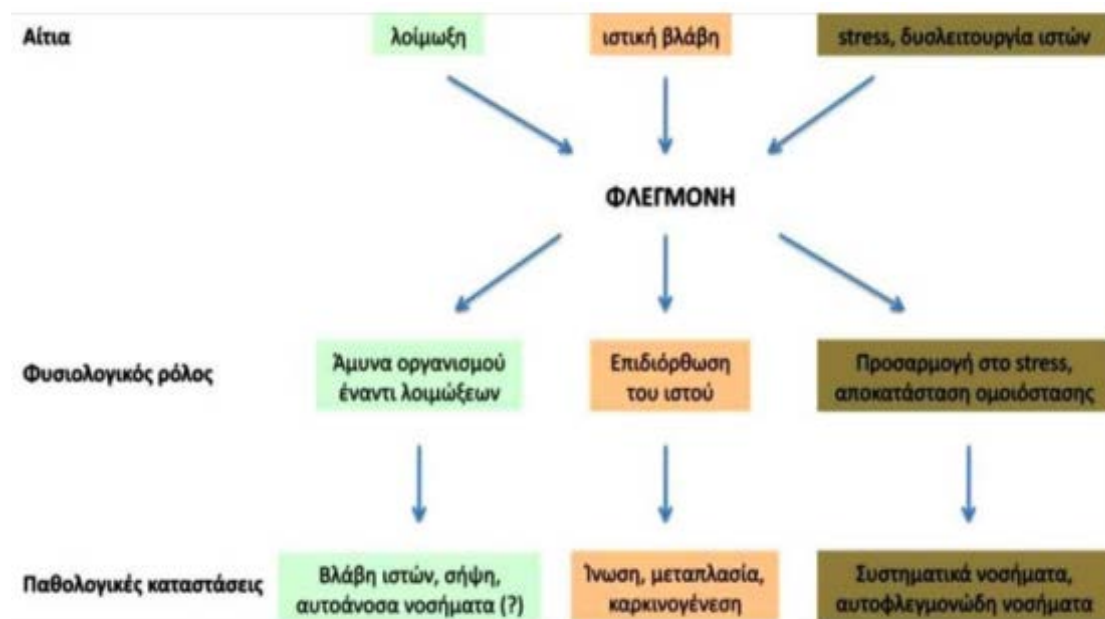 Αίτια
λοίμωξη
ιστική βλάβη
stress, δυσλειτουργία ιστών
ΦΛΕΓΜΟΝΗ
Φυσιολογικός ρόλος
Άμυνα οργανισμού
έναντι λοιμώξεων
Επιδιόρθωση
του ιστού
Προσαρμογή στο stress,
αποκατάσταση ομοιόστασης
Παθολογικές καταστάσεις
Βλάβη ιστών, σήψη,
αυτοάνοσα νοσήματα (?)
Ίνωση, μεταπλασία,
καρκινογένεση
Συστηματικά νοσήματα,
αυτοφλεγμονώδη νοσήματα